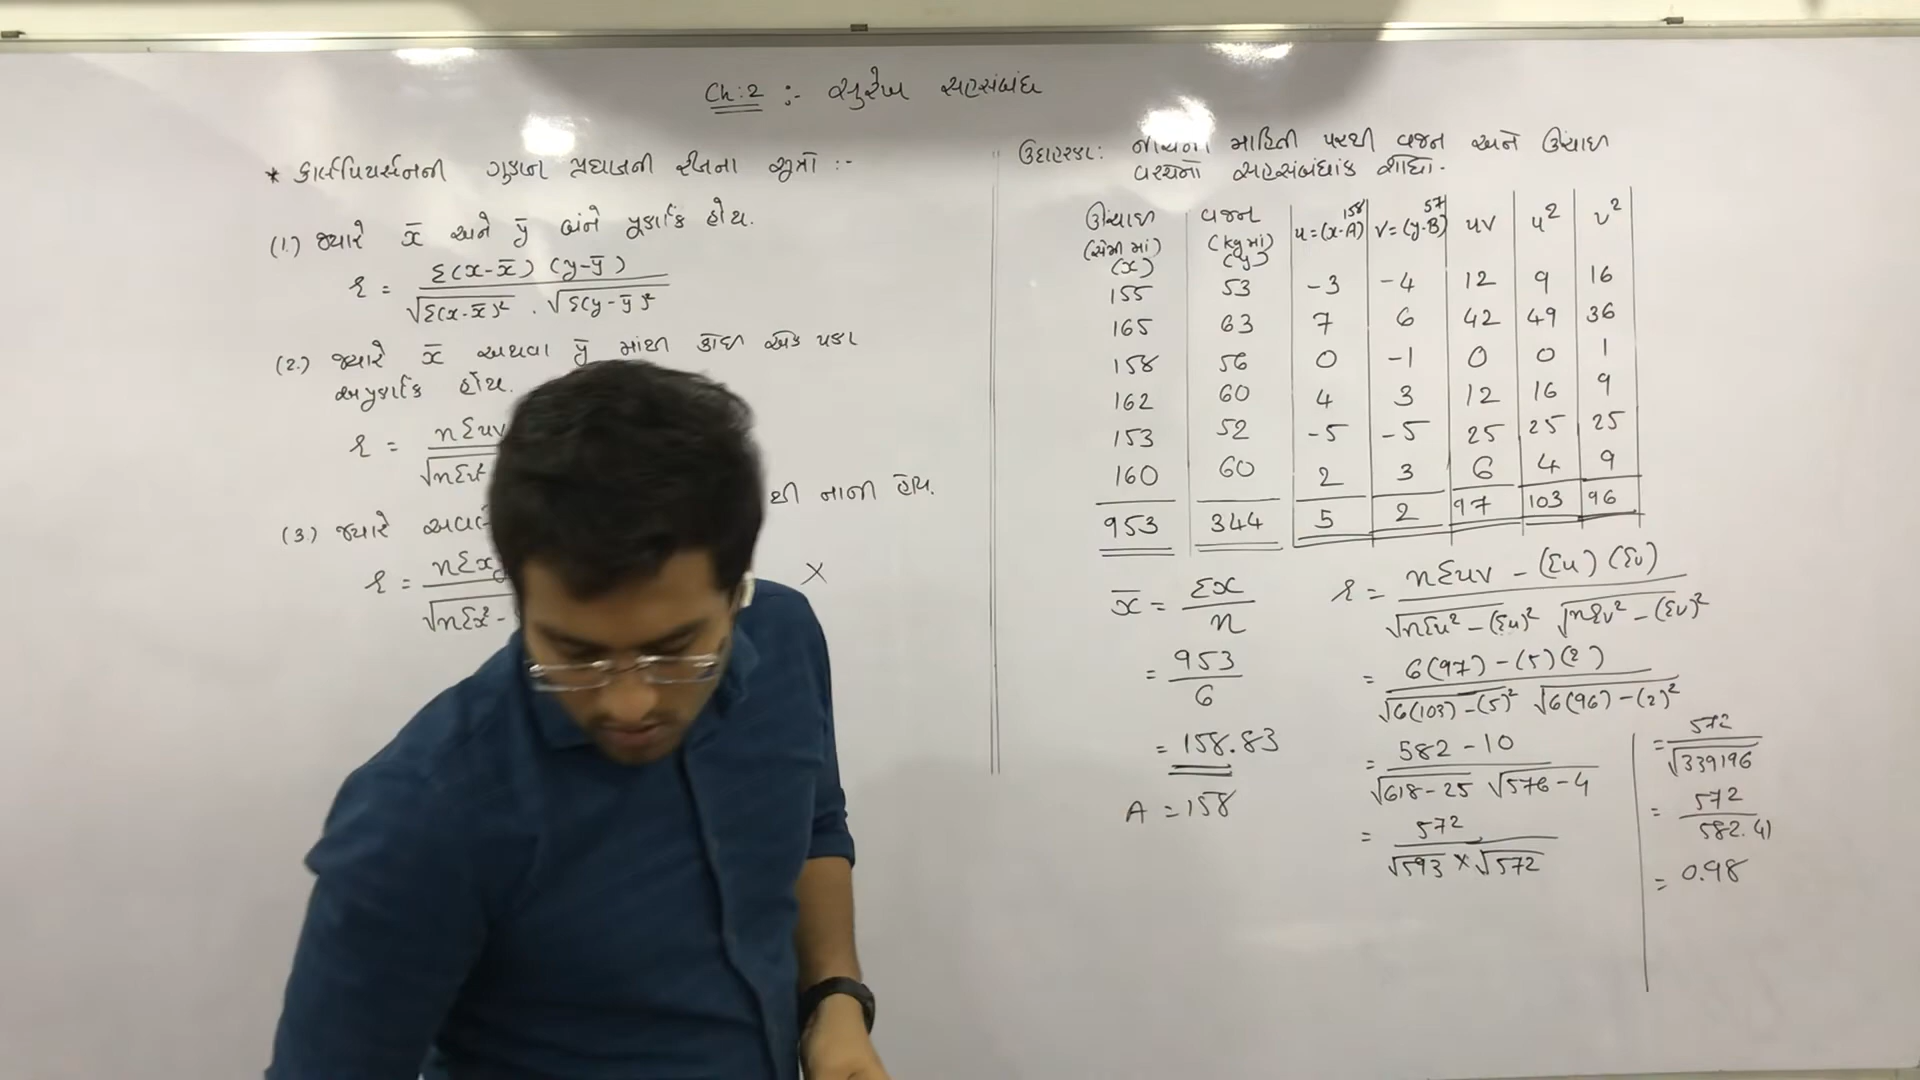 Ch:2 :- સુરેખ સહસંબંધ
* કાર્લપિયર્સનની ગુણાન પ્રઘાતની રીતના સૂત્રો :-
(1.) જ્યારે x̄ અને ȳ બંને પૂર્ણાંક હોય.
r = Σ(x-x̄) (y-ȳ) / √Σ(x-x̄)² . √Σ(y-ȳ)²
(2.) જ્યારે x̄ અથવા ȳ માંથી કોઈ એક પણ
અપૂર્ણાંક હોય.
r = nΣuv
√nΣu²
(3.) જ્યારે થી નાની હોય.
r = nΣxy
√nΣx² -
×
ઉદાહરણ: નીચેની માહિતી પરથી વજન અને ઊંચાઈ
વચ્ચેનો સહસંબંધાંક શોધો.
ઊંચાઈ (સેમી માં) (x) વજન (kg માં) (y) u=(x-A) 158 v=(y-B) 57 uv u² v²
155 53 -3 -4 12 9 16
165 63 7 6 42 49 36
158 56 0 -1 0 0 1
162 60 4 3 12 16 9
153 52 -5 -5 25 25 25
160 60 2 3 6 4 9
953 344 5 2 97 103 96
x̄ = Σx / n
= 953 / 6
= 158.83
A = 158
r = nΣuv - (Σu) (Σv) / √nΣu² - (Σu)² √nΣv² - (Σv)²
= 6(97) - (5)(2) / √6(103) - (5)² √6(96) - (2)²
= 582 - 10 / √618 - 25 √576 - 4
= 572 / √593 × √572
= 572 / √339196
= 572 / 582.41
= 0.98